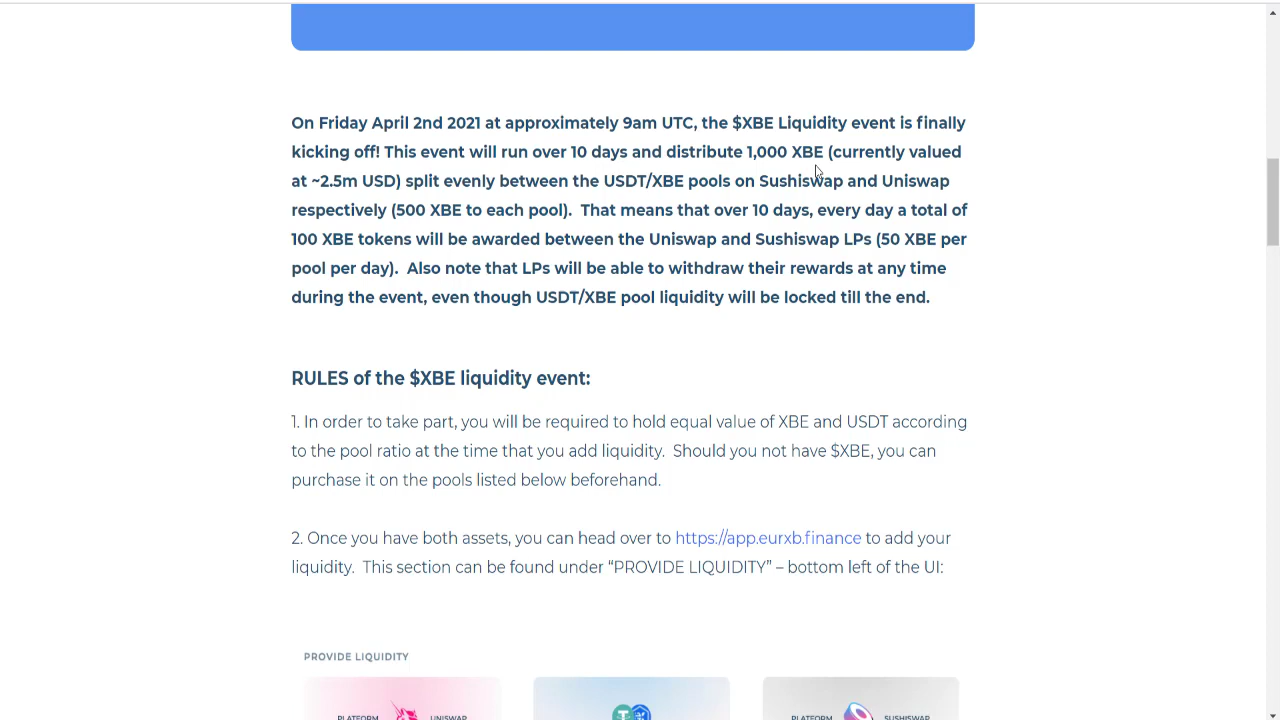 On Friday April 2nd 2021 at approximately 9am UTC, the $XBE Liquidity event is finally
kicking off! This event will run over 10 days and distribute 1,000 XBE (currently valued
at ~2.5m USD) split evenly between the USDT/XBE pools on Sushiswap and Uniswap
respectively (500 XBE to each pool).  That means that over 10 days, every day a total of
100 XBE tokens will be awarded between the Uniswap and Sushiswap LPs (50 XBE per
pool per day).  Also note that LPs will be able to withdraw their rewards at any time
during the event, even though USDT/XBE pool liquidity will be locked till the end.
RULES of the $XBE liquidity event:
1. In order to take part, you will be required to hold equal value of XBE and USDT according
to the pool ratio at the time that you add liquidity.  Should you not have $XBE, you can
purchase it on the pools listed below beforehand.
2. Once you have both assets, you can head over to https://app.eurxb.finance to add your
liquidity.  This section can be found under “PROVIDE LIQUIDITY” – bottom left of the UI:
PROVIDE LIQUIDITY
PLATFORM UNISWAP PLATFORM SUSHISWAP